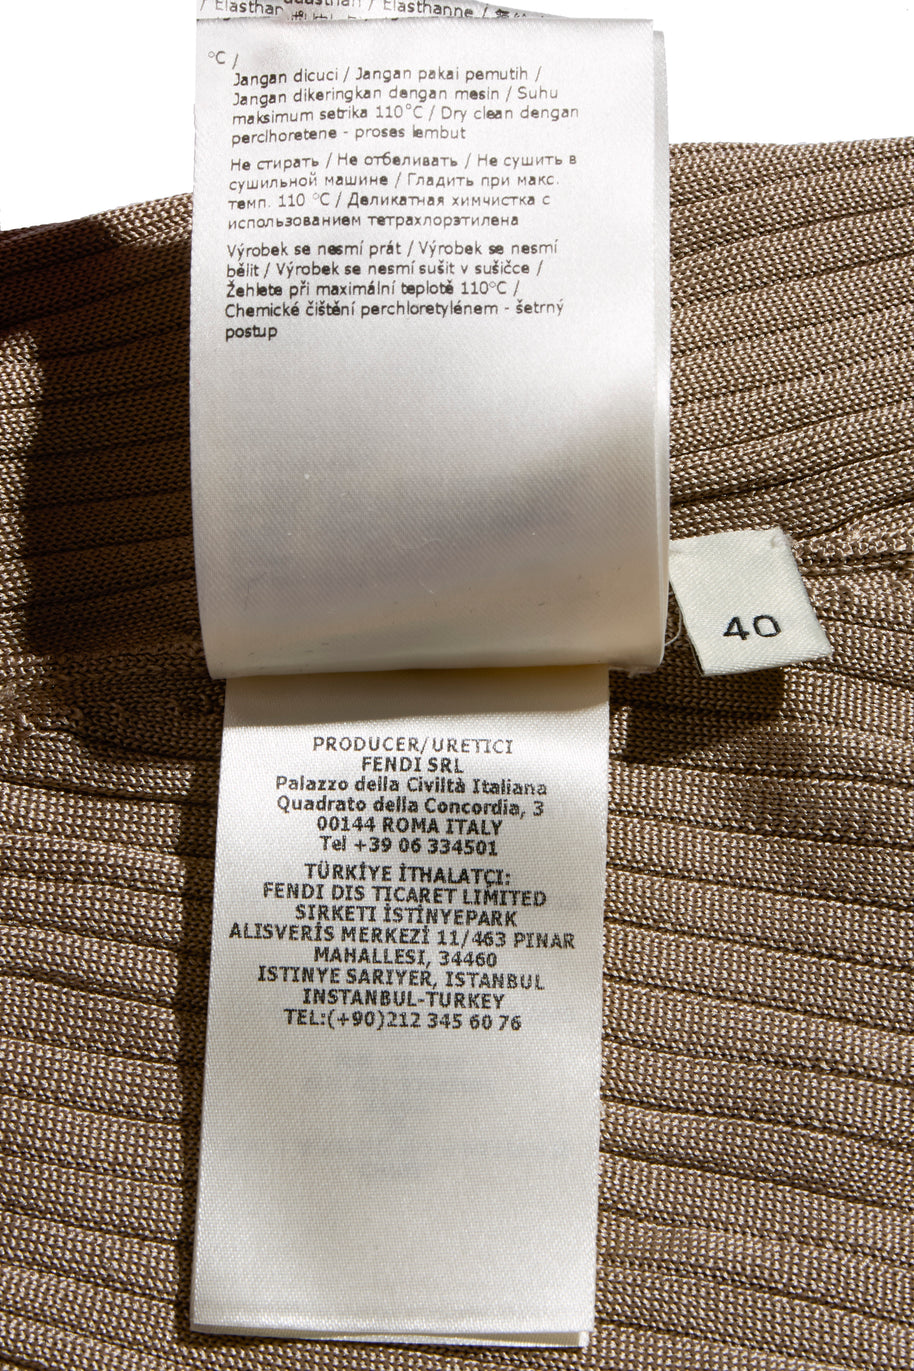 / Elasthan
/ Elasthanne /
°C /
Jangan dicuci / Jangan pakai pemutih /
Jangan dikeringkan dengan mesin / Suhu
maksimum setrika 110°C / Dry clean dengan
perclhoretene - proses lembut
Не стирать / Не отбеливать / Не сушить в
сушильной машине / Гладить при макс.
темп. 110 °C / Деликатная химчистка с
использованием тетрахлорэтилена
Výrobek se nesmí prát / Výrobek se nesmí
bělit / Výrobek se nesmí sušit v sušičce /
Žehlete při maximální teplotě 110°C /
Chemické čištění perchloretylénem - šetrný
postup
40
PRODUCER/URETICI
FENDI SRL
Palazzo della Civiltà Italiana
Quadrato della Concordia, 3
00144 ROMA ITALY
Tel +39 06 334501
TÜRKİYE İTHALATÇI:
FENDI DIS TICARET LIMITED
SIRKETI İSTİNYEPARK
ALISVERİS MERKEZİ 11/463 PINAR
MAHALLESI, 34460
ISTINYE SARIYER, ISTANBUL
INSTANBUL-TURKEY
TEL:(+90)212 345 60 76